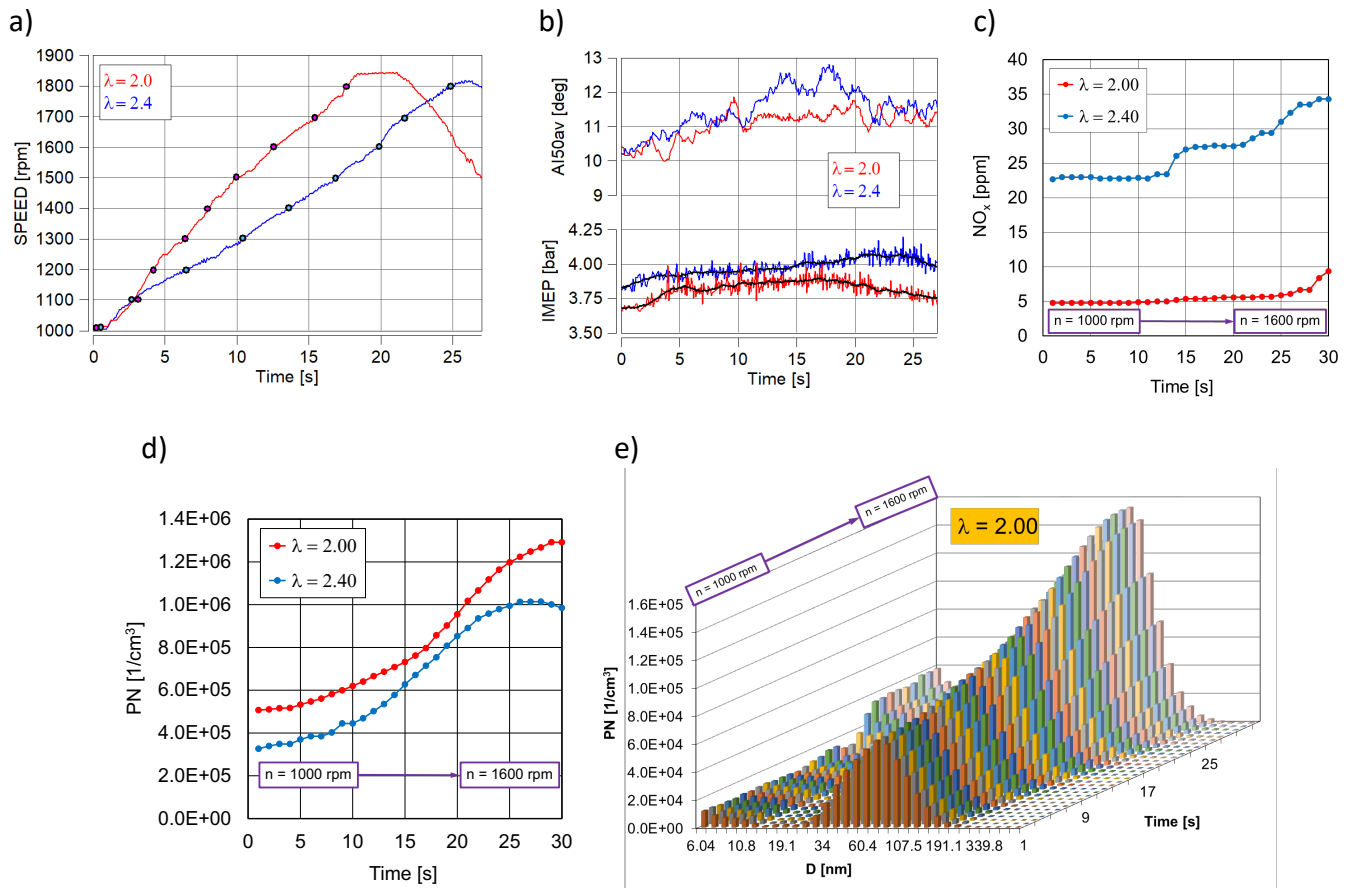 a)
1900
1800
1700
1600
1500
1400
1300
1200
1100
1000
SPEED [rpm]
λ = 2.0
λ = 2.4
0 5 10 15 20 25
Time [s]
b)
13
12
11
10
9
AI50av [deg]
λ = 2.0
λ = 2.4
4.25
4.00
3.75
3.50
IMEP [bar]
0 5 10 15 20 25
Time [s]
c)
40
35
30
25
20
15
10
5
0
NOx [ppm]
λ = 2.00
λ = 2.40
n = 1000 rpm
n = 1600 rpm
0 5 10 15 20 25 30
Time [s]
d)
1.4E+06
1.2E+06
1.0E+06
8.0E+05
6.0E+05
4.0E+05
2.0E+05
0.0E+00
PN [1/cm³]
λ = 2.00
λ = 2.40
n = 1000 rpm
n = 1600 rpm
0 5 10 15 20 25 30
Time [s]
e)
n = 1000 rpm
n = 1600 rpm
λ = 2.00
1.6E+05
1.4E+05
1.2E+05
1.0E+05
8.0E+04
6.0E+04
4.0E+04
2.0E+04
0.0E+00
PN [1/cm³]
6.04 10.8 19.1 34 60.4 107.5 191.1 339.8
D [nm]
1 9 17 25
Time [s]